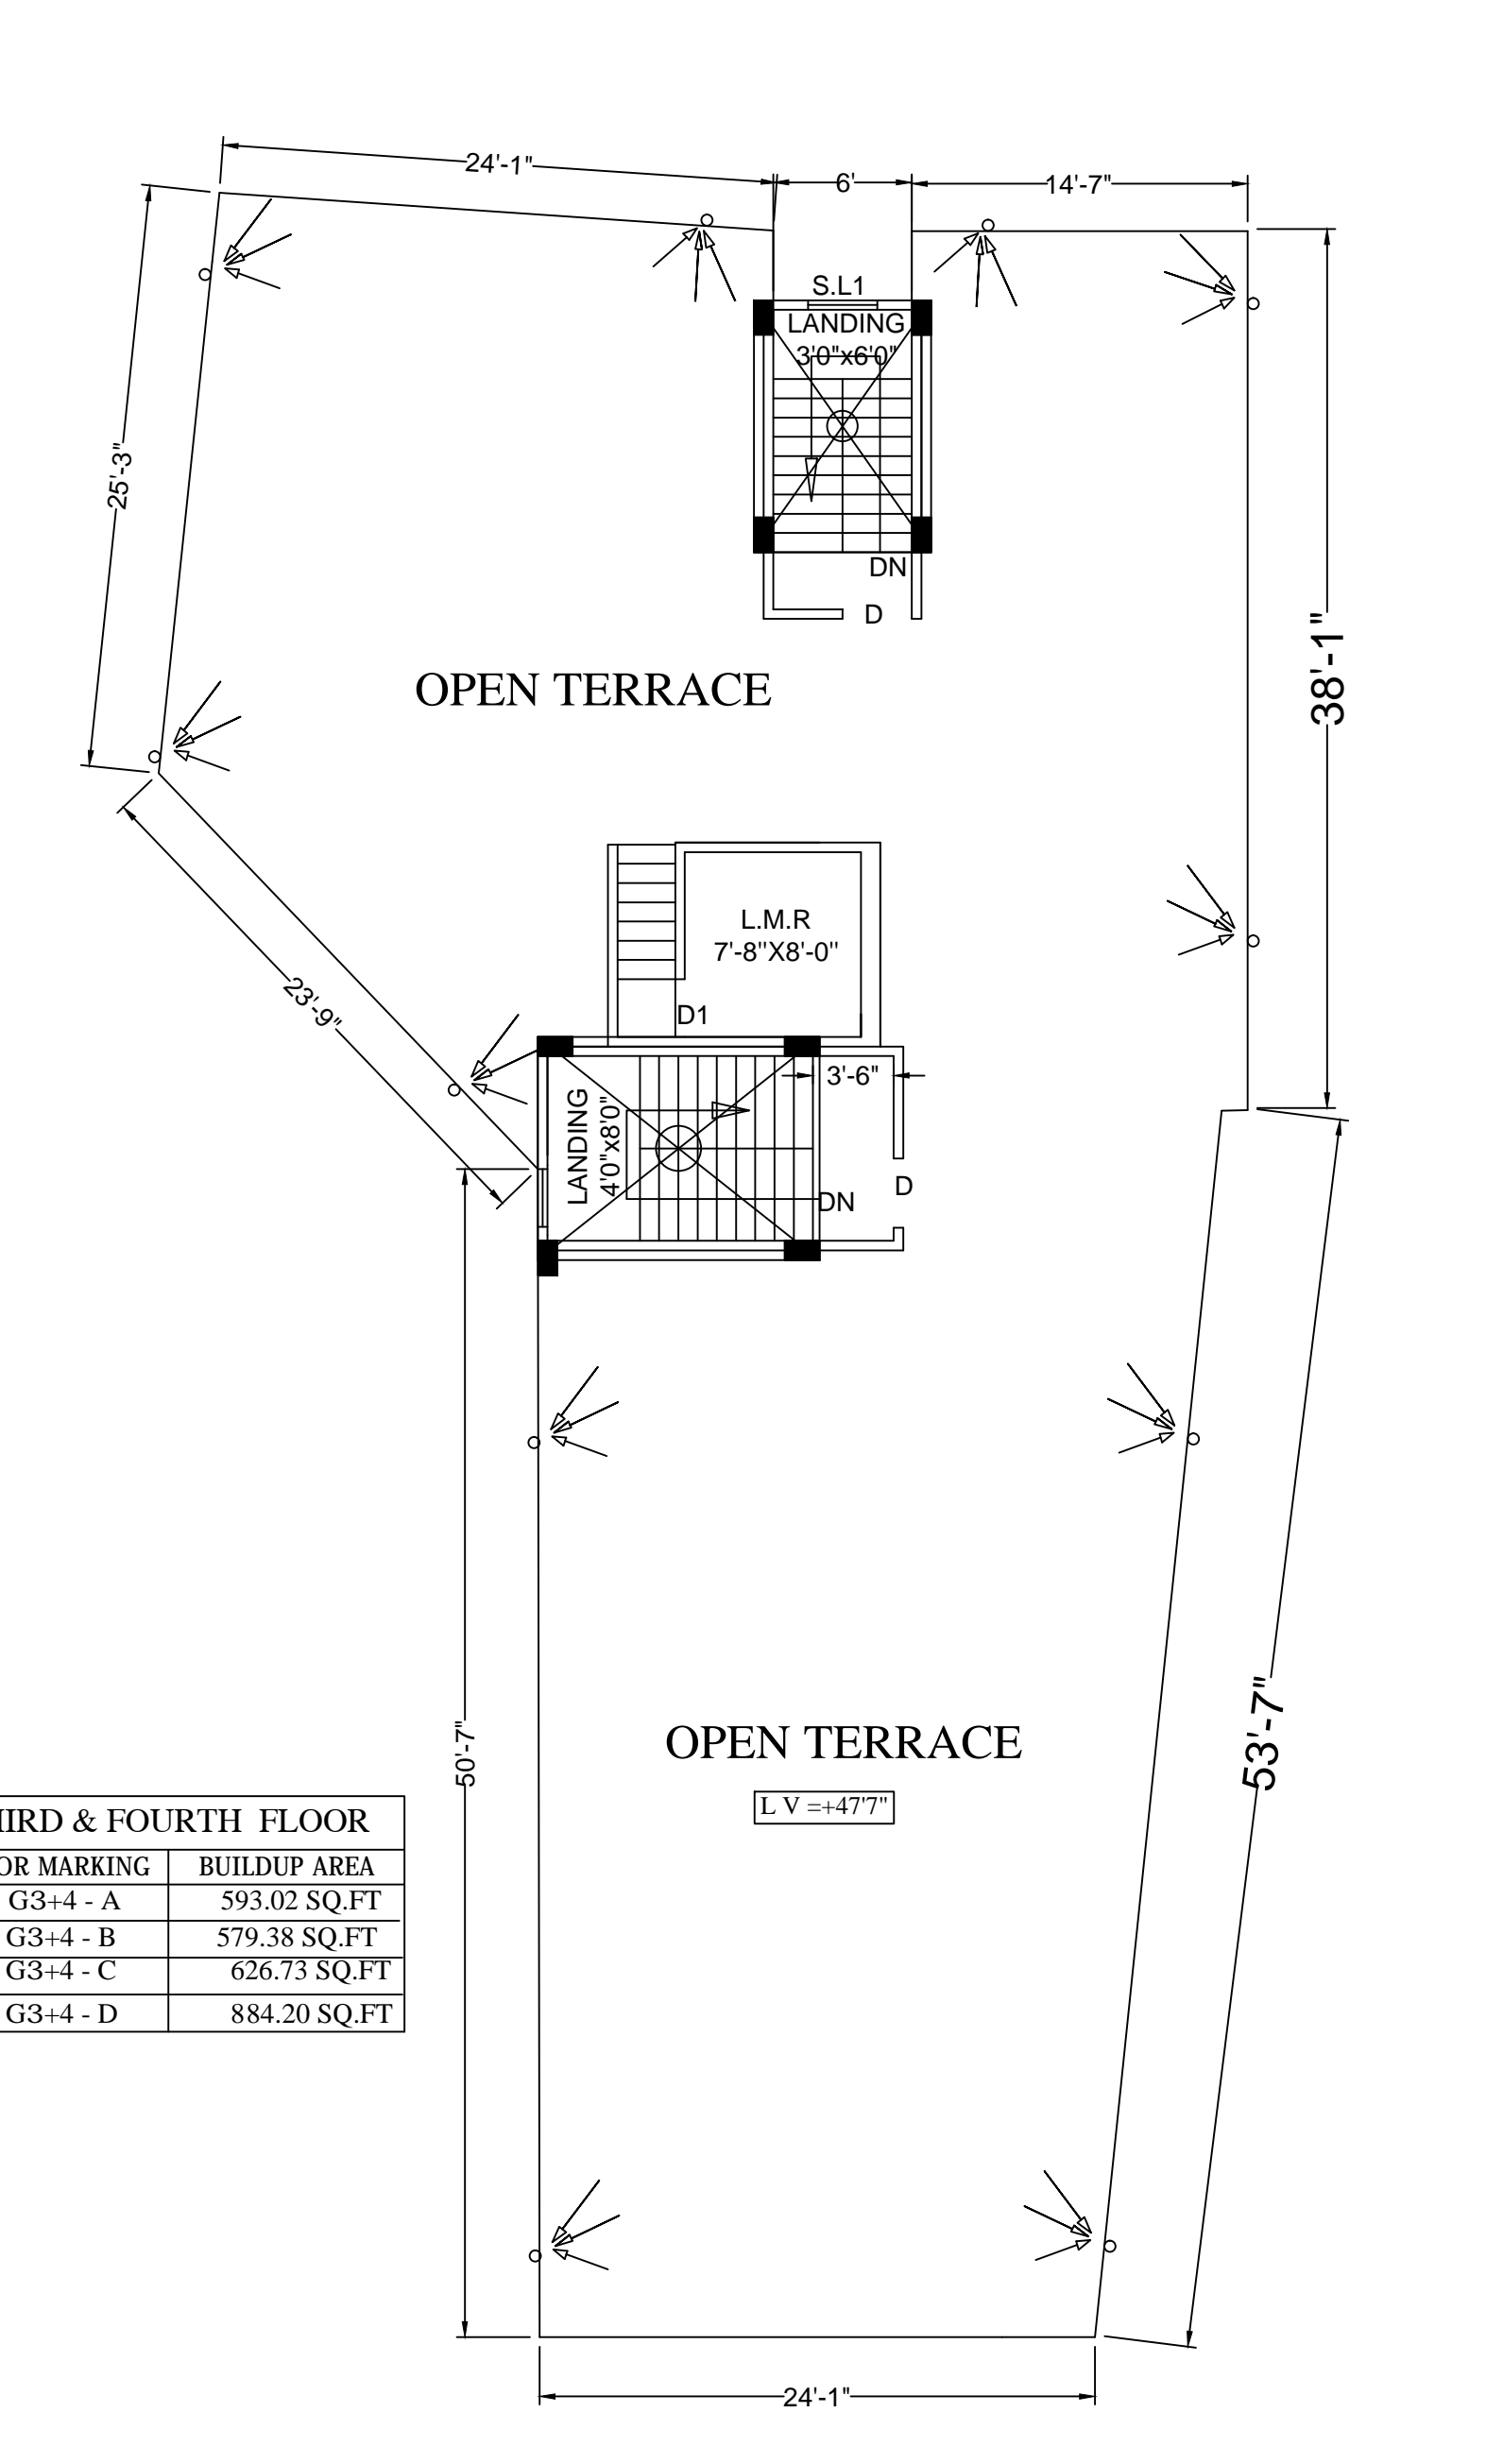 24'-1"
6'
14'-7"
S.L1
LANDING
3'0"x6'0"
25'-3"
DN
D
38'-1"
OPEN TERRACE
L.M.R
7'-8"X8'-0"
23'-9"
D1
3'-6"
LANDING
4'0"x8'0"
D
DN
53'-7"
50'-7"
OPEN TERRACE
L V =+47'7"
& FOURTH FLOOR
MARKING BUILDUP AREA
G3+4 - A 593.02 SQ.FT
G3+4 - B 579.38 SQ.FT
G3+4 - C 626.73 SQ.FT
G3+4 - D 884.20 SQ.FT
24'-1"